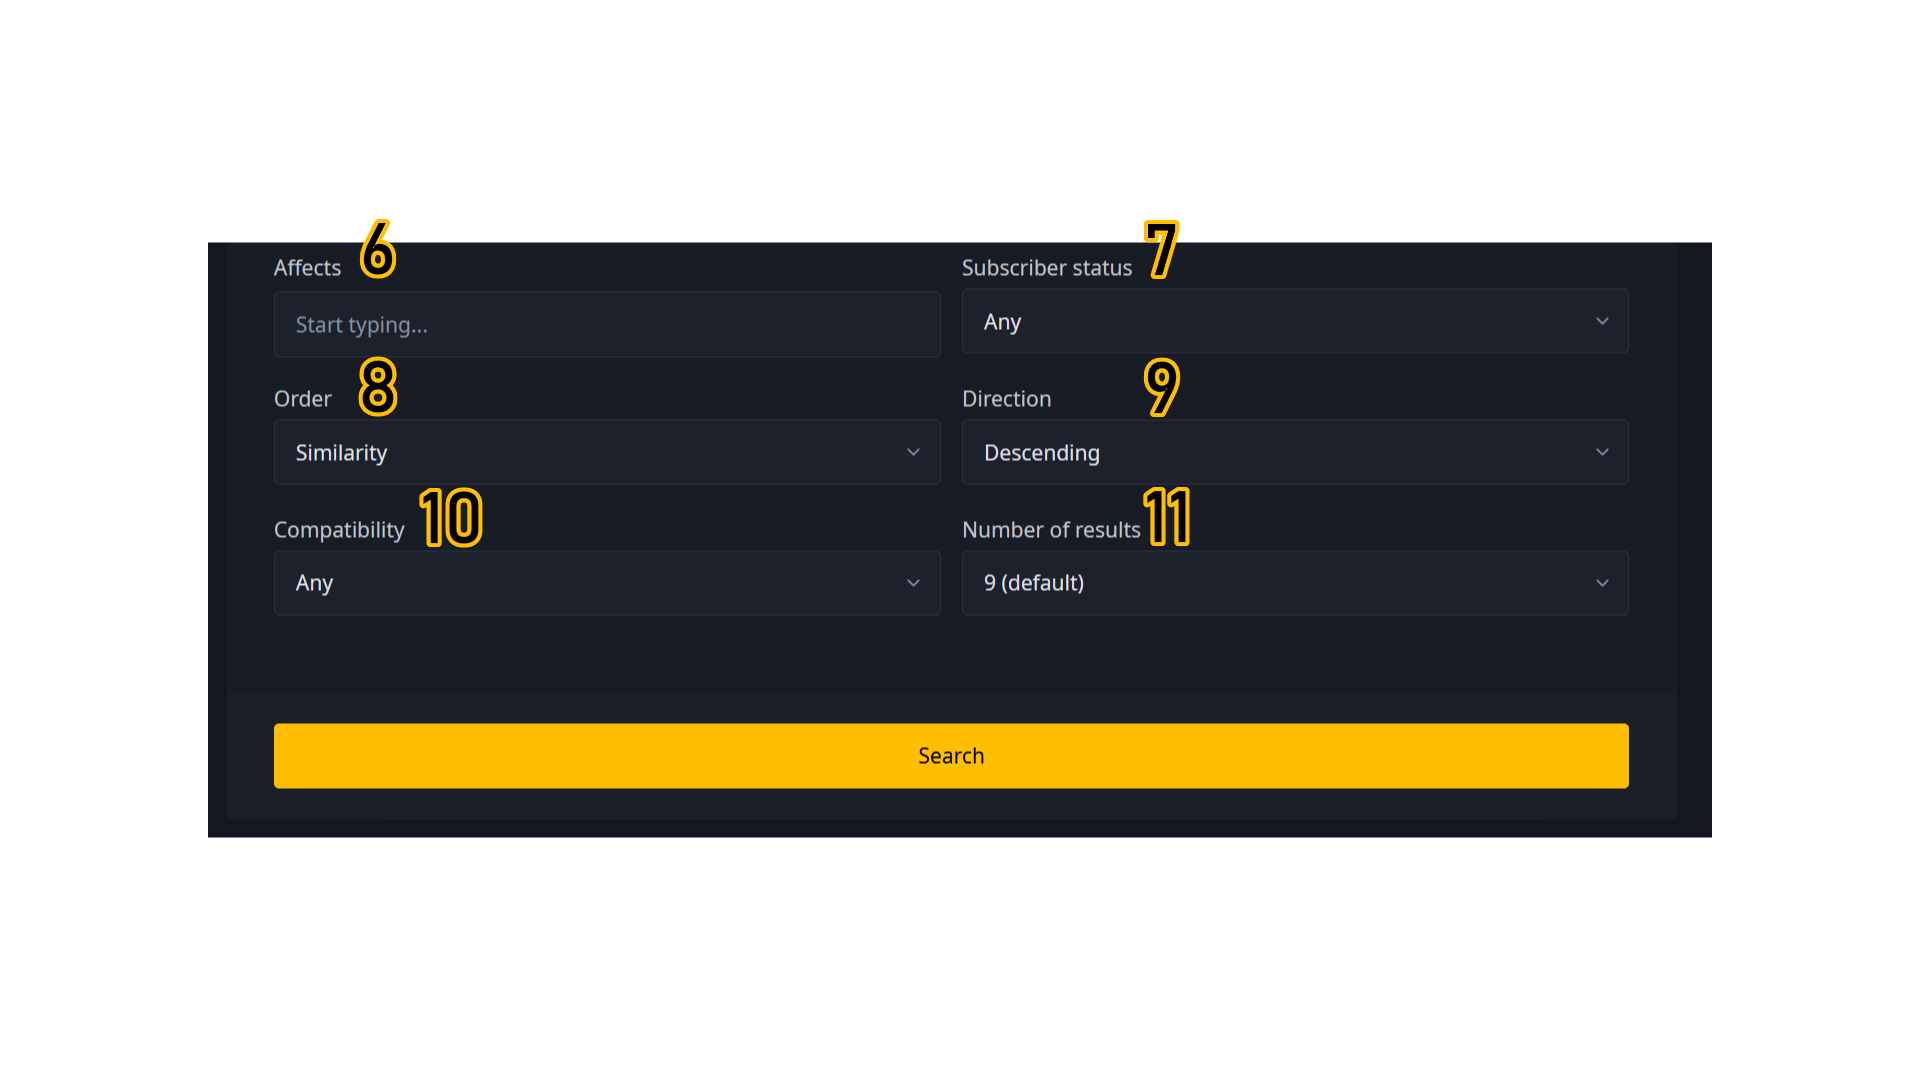 Affects 6
Subscriber status 7
Start typing...
Any
Order 8
Direction 9
Similarity
Descending
Compatibility 10
Number of results 11
Any
9 (default)
Search